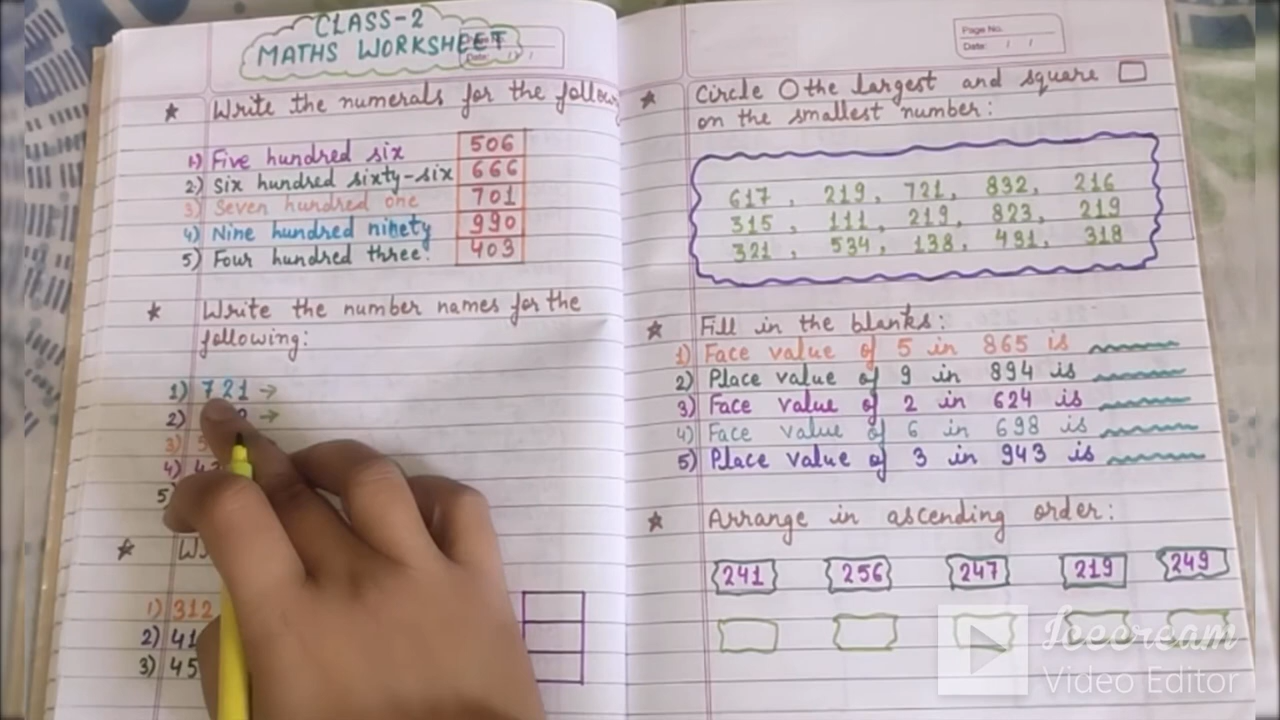 CLASS-2
MATHS WORKSHEET
★ Write the numerals for the
1) Five hundred six 506
2) Six hundred sixty-six 666
3) Seven hundred one 701
4) Nine hundred ninety 990
5) Four hundred three. 403
★ Write the number names for the
following:
1) 721 →
2) →
3)
4)
5)
★
1) 312
2) 41
3) 45
Page No.
Date: / /
★ Circle O the largest and square □
on the smallest number:
617, 219, 721, 832, 216
315, 111, 219, 823, 219
321, 534, 138, 431, 318
★ Fill in the blanks:
1) Face value of 5 in 865 is
2) Place value of 9 in 894 is
3) Face value of 2 in 624 is
4) Face value of 6 in 698 is
5) Place value of 3 in 943 is
★ Arrange in ascending order:
241 256 247 219 249
Icecream
Video Editor